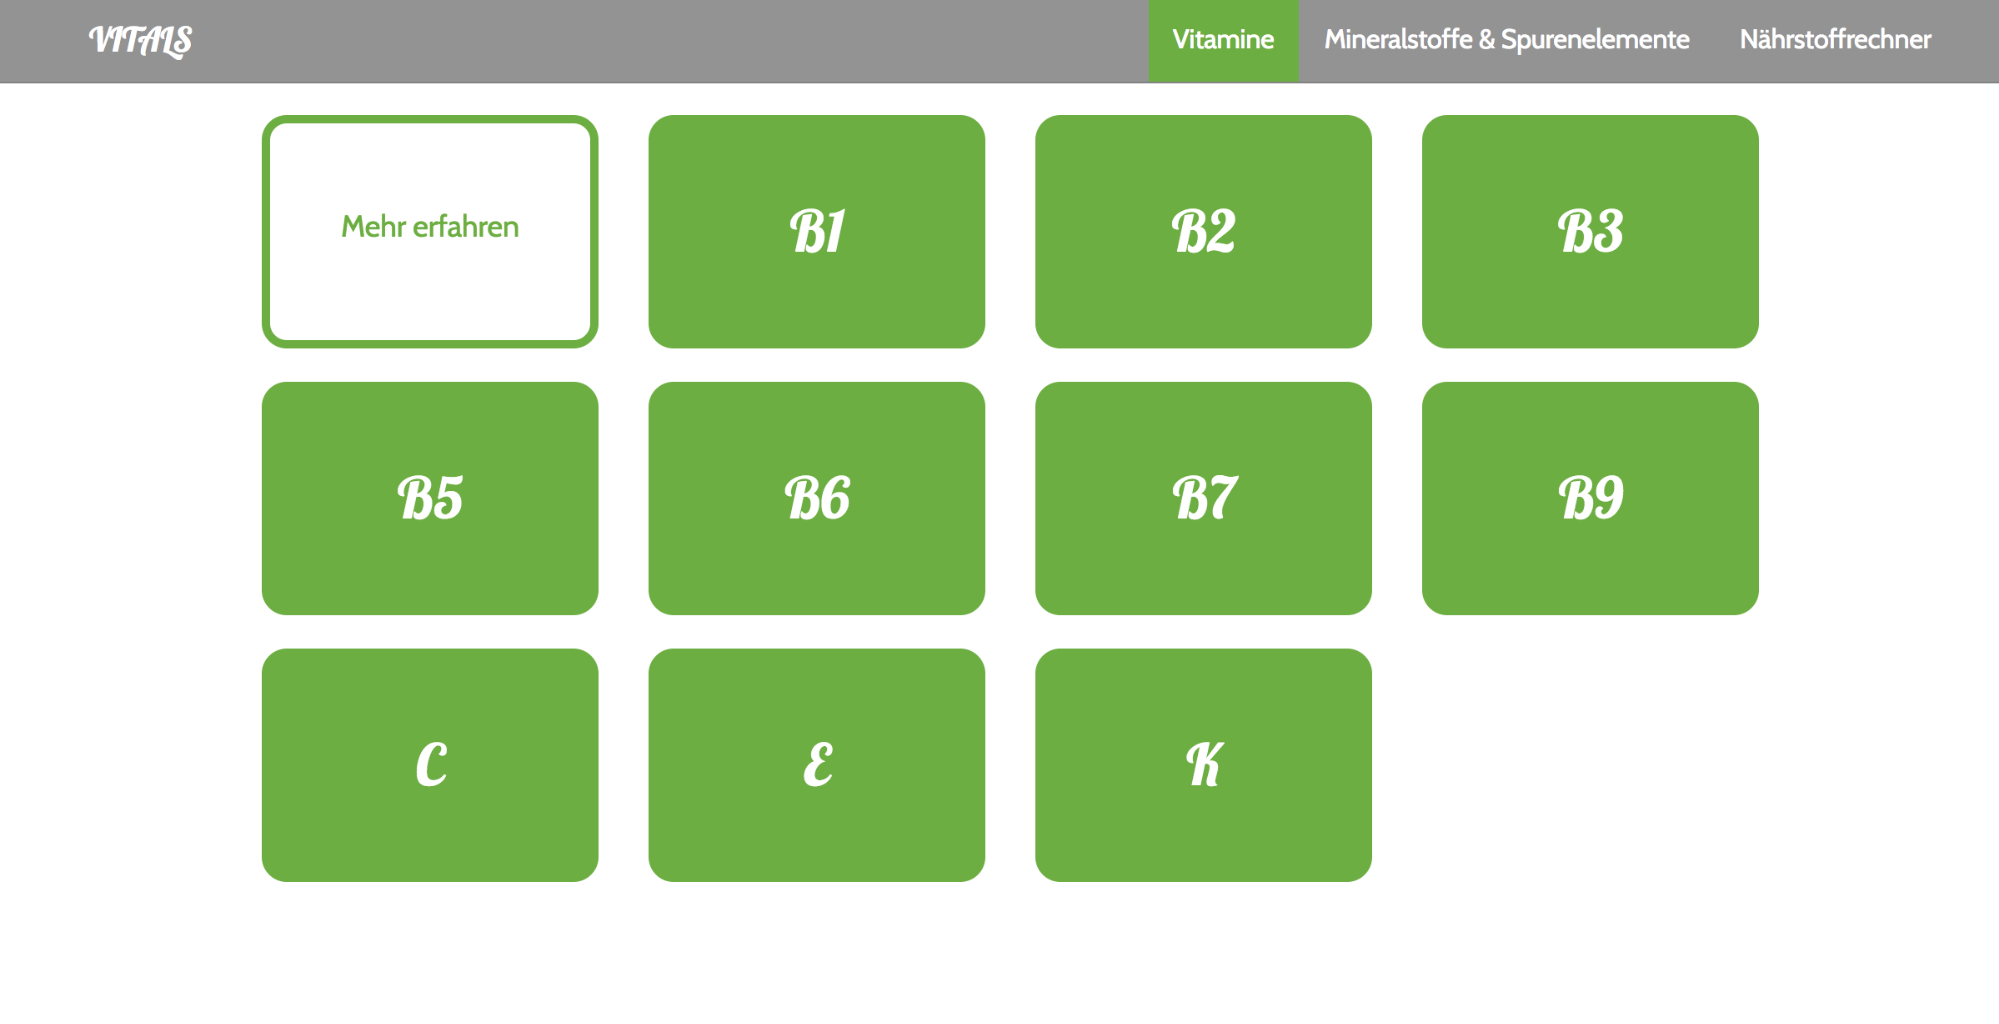 VITALS
Vitamine
Mineralstoffe & Spurenelemente
Nährstoffrechner
Mehr erfahren
B1
B2
B3
B5
B6
B7
B9
C
E
K